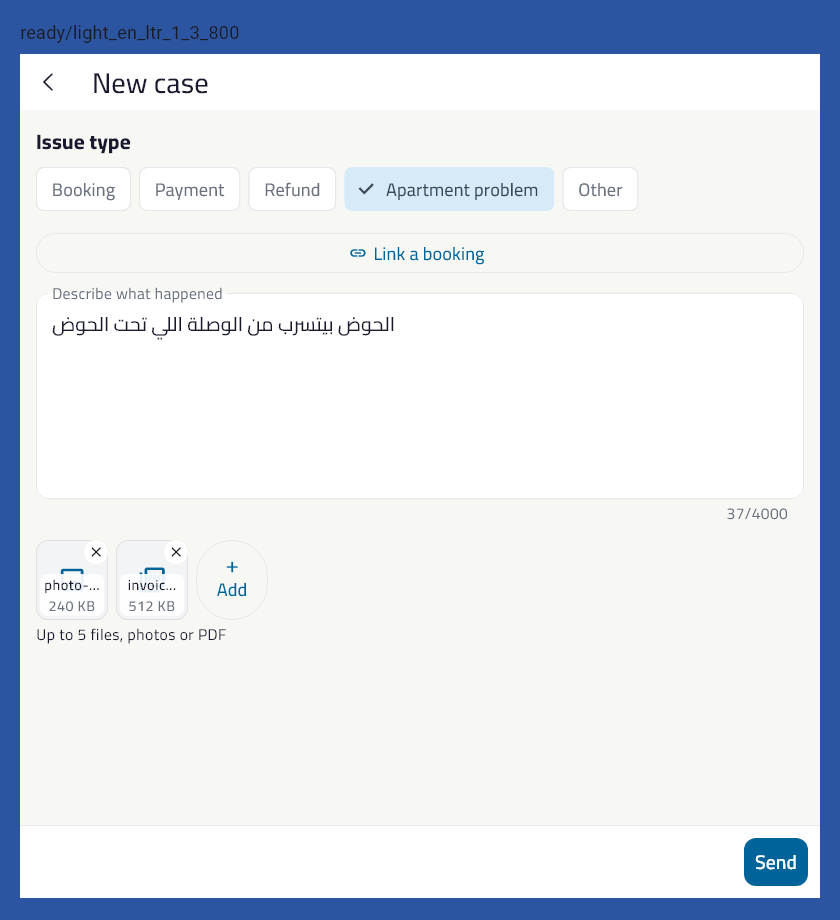 ready/light_en_ltr_1_3_800
New case
Issue type
Booking
Payment
Refund
Apartment problem
Other
Link a booking
Describe what happened
الحوض بيتسرب من الوصلة اللي تحت الحوض
37/4000
photo-...
240 KB
invoic...
512 KB
+
Add
Up to 5 files, photos or PDF
Send